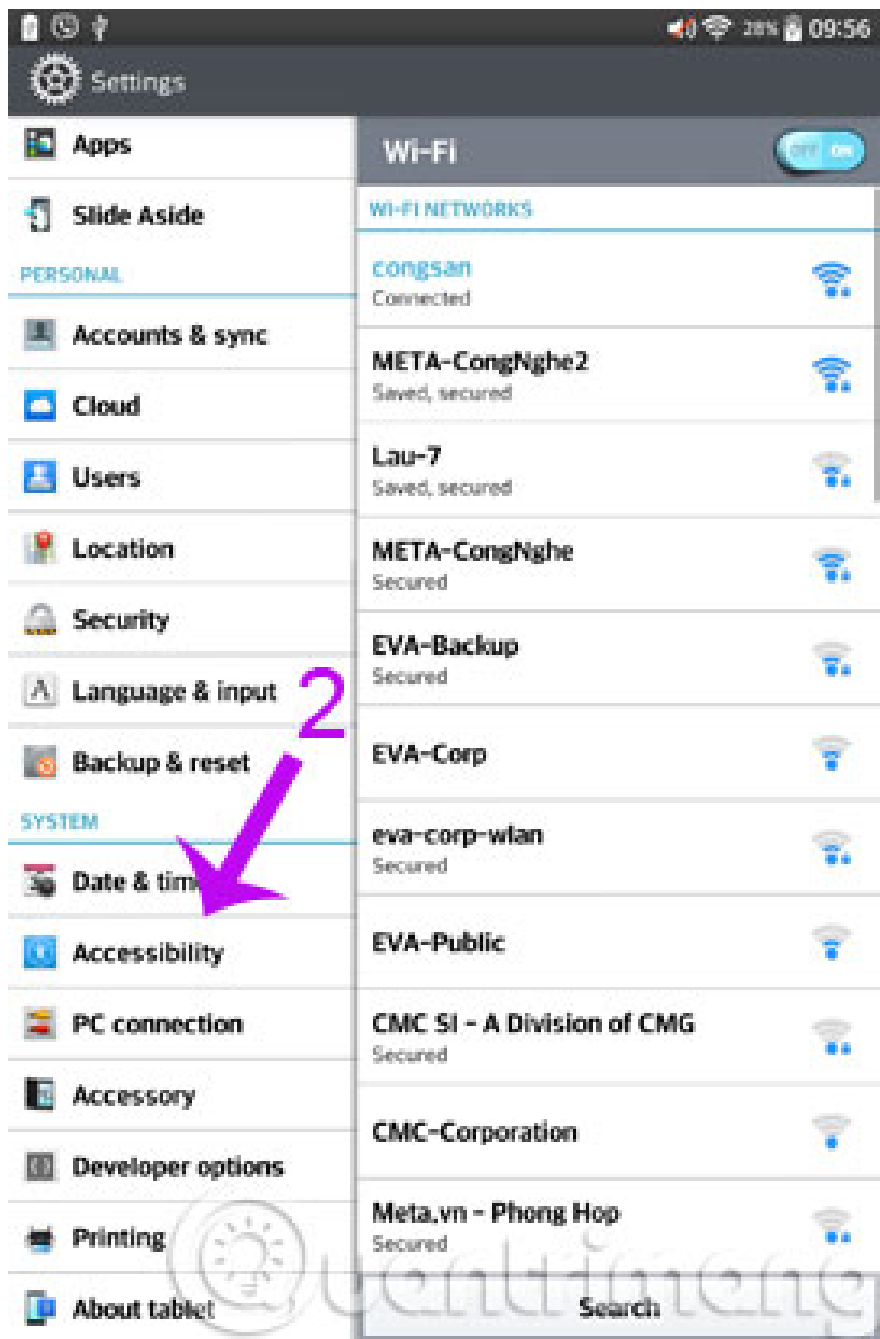 28% 09:56
Settings
Apps
Slide Aside
PERSONAL
Accounts & sync
Cloud
Users
Location
Security
Language & input
2
Backup & reset
SYSTEM
Date & time
Accessibility
PC connection
Accessory
Developer options
Printing
About tablet
Wi-Fi
OFF ON
WI-FI NETWORKS
congsan
Connected
META-CongNghe2
Saved, secured
Lau-7
Saved, secured
META-CongNghe
Secured
EVA-Backup
Secured
EVA-Corp
eva-corp-wlan
Secured
EVA-Public
CMC SI - A Division of CMG
Secured
CMC-Corporation
Meta.vn - Phong Hop
Secured
Search
Quantrimang